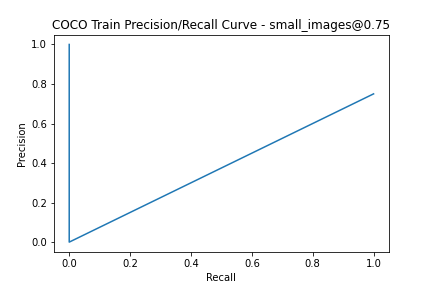 COCO Train Precision/Recall Curve - small_images@0.75
1.0
0.8
0.6
0.4
0.2
0.0
Precision
0.0 0.2 0.4 0.6 0.8 1.0
Recall